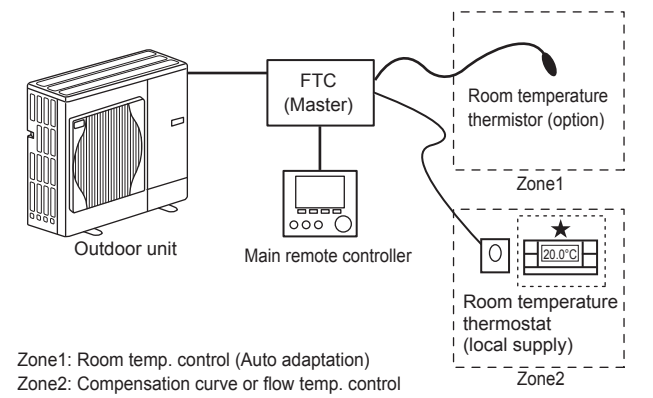 FTC
(Master)
Room temperature
thermistor (option)
Zone1
Outdoor unit
Main remote controller
★
20.0°C
Room temperature
thermostat
(local supply)
Zone2
Zone1: Room temp. control (Auto adaptation)
Zone2: Compensation curve or flow temp. control